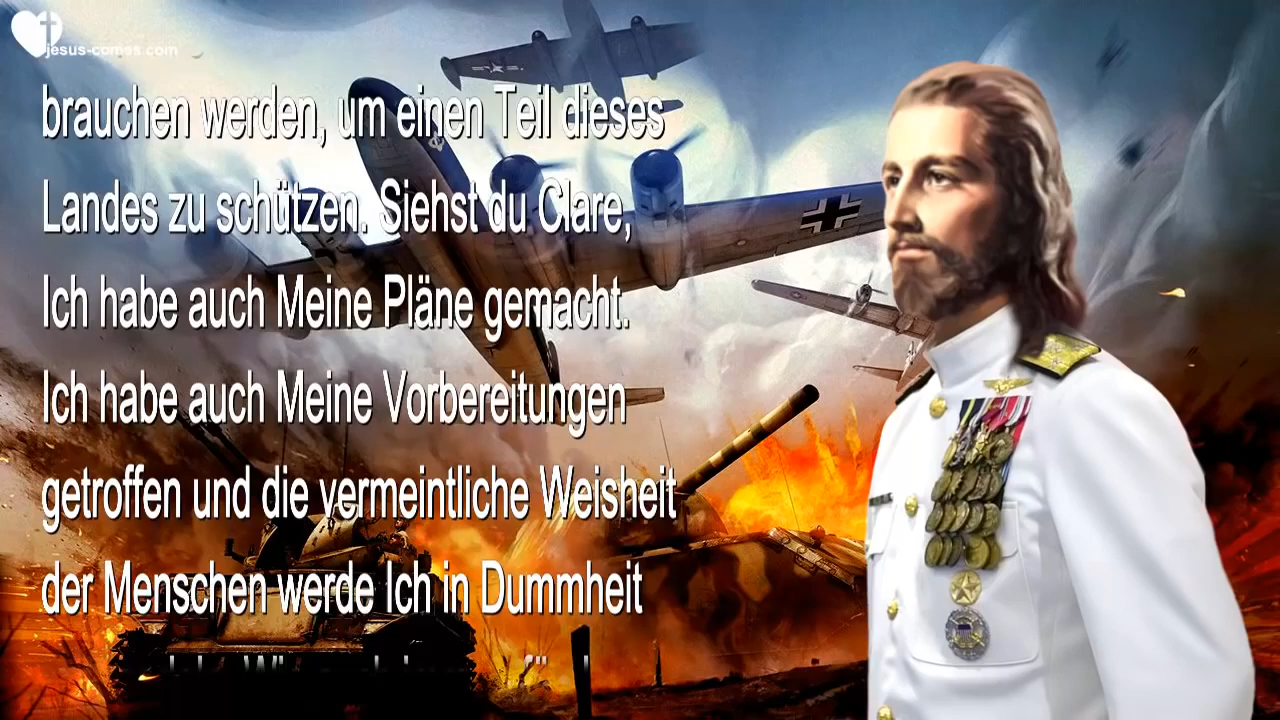 jesus-comes.com
brauchen werden, um einen Teil dieses
Landes zu schützen. Siehst du Clare,
Ich habe auch Meine Pläne gemacht.
Ich habe auch Meine Vorbereitungen
getroffen und die vermeintliche Weisheit
der Menschen werde Ich in Dummheit